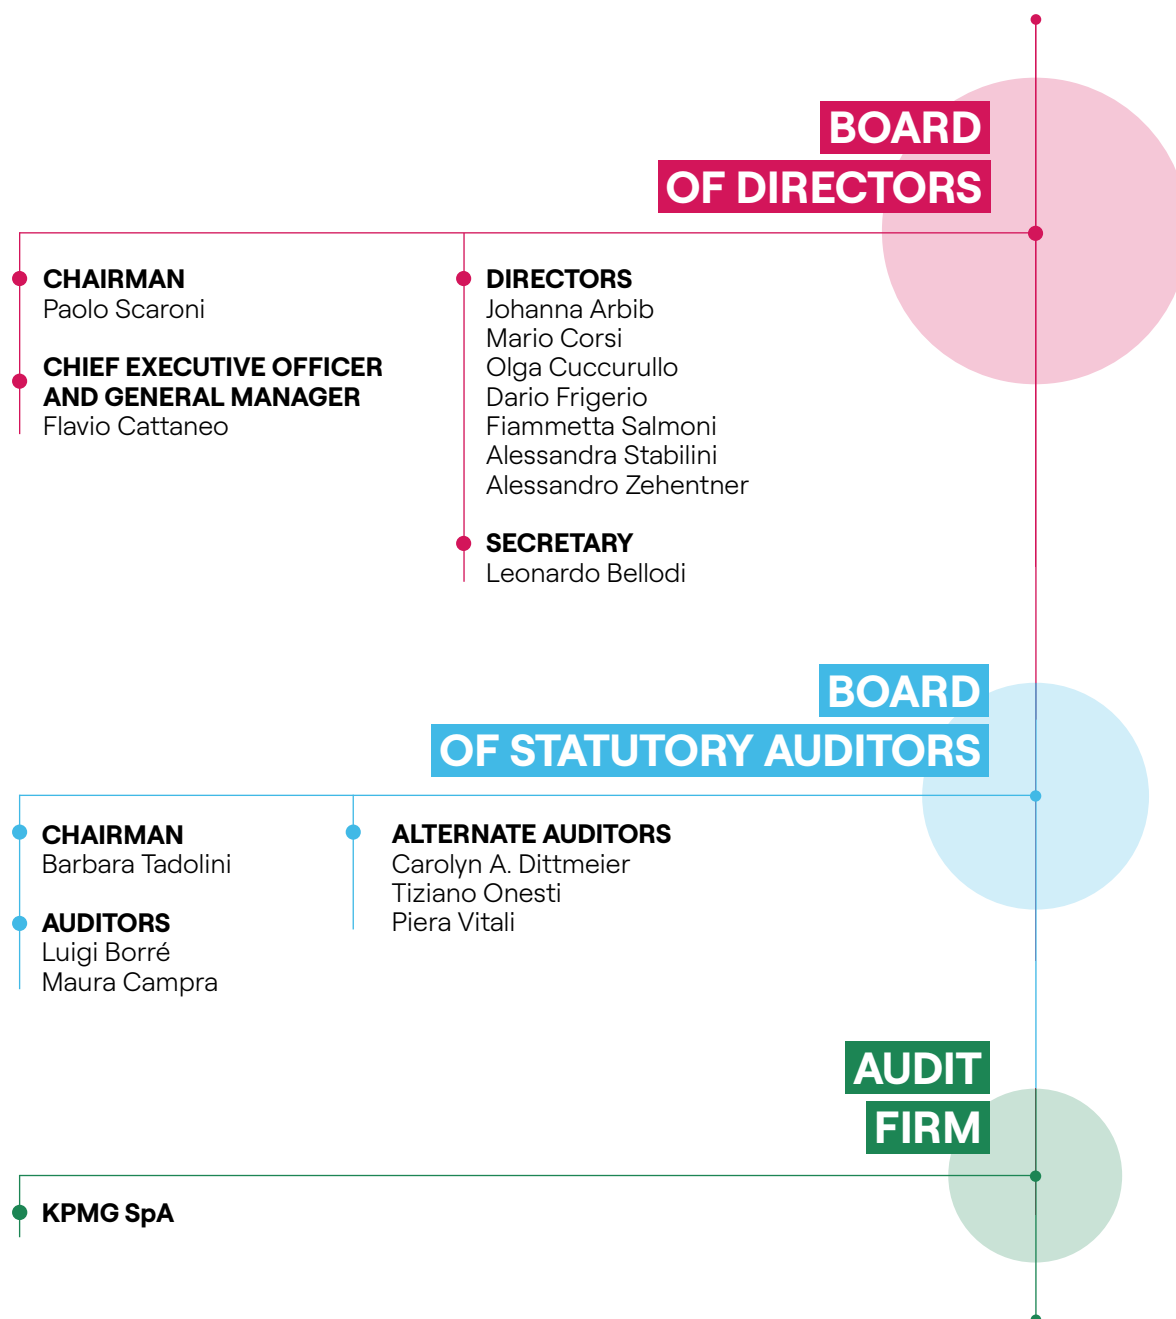 BOARD
OF DIRECTORS
CHAIRMAN
Paolo Scaroni
CHIEF EXECUTIVE OFFICER
AND GENERAL MANAGER
Flavio Cattaneo
DIRECTORS
Johanna Arbib
Mario Corsi
Olga Cuccurullo
Dario Frigerio
Fiammetta Salmoni
Alessandra Stabilini
Alessandro Zehentner
SECRETARY
Leonardo Bellodi
BOARD
OF STATUTORY AUDITORS
CHAIRMAN
Barbara Tadolini
AUDITORS
Luigi Borré
Maura Campra
ALTERNATE AUDITORS
Carolyn A. Dittmeier
Tiziano Onesti
Piera Vitali
AUDIT
FIRM
KPMG SpA